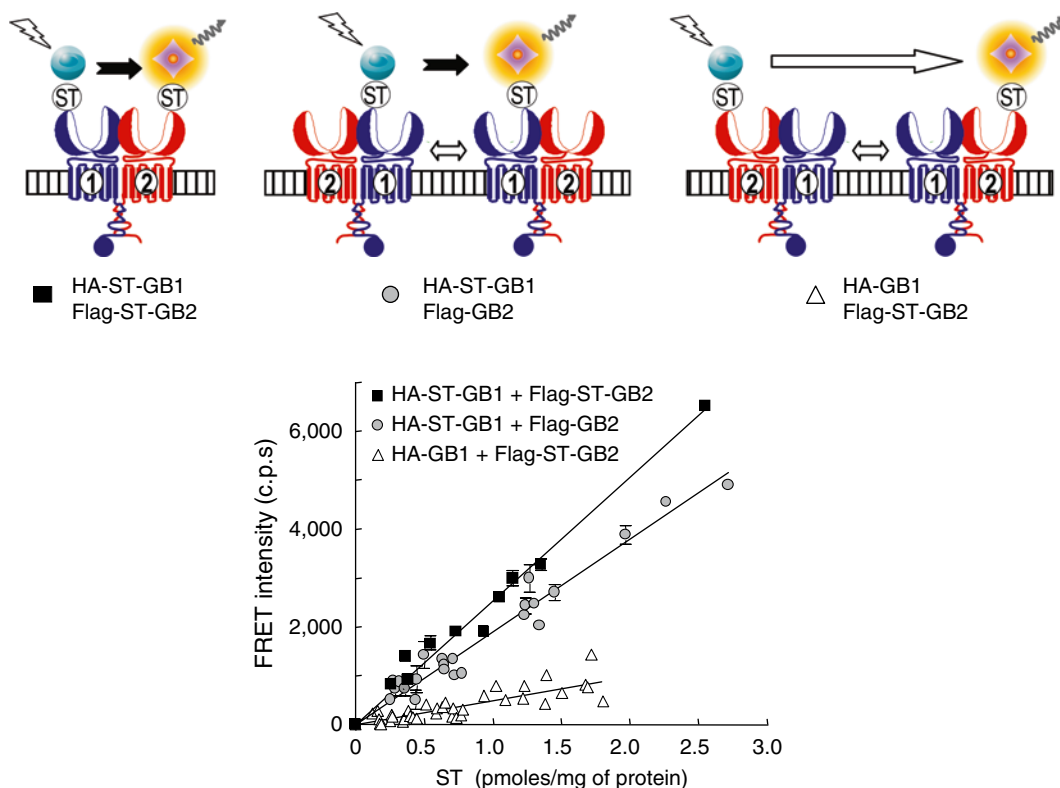 ST ST ST ST ST ST
1 2 2 1 1 2 2 1 1 2
HA-ST-GB1
Flag-ST-GB2
HA-ST-GB1
Flag-GB2
HA-GB1
Flag-ST-GB2
HA-ST-GB1 + Flag-ST-GB2
HA-ST-GB1 + Flag-GB2
HA-GB1 + Flag-ST-GB2
FRET intensity (c.p.s)
6,000
4,000
2,000
0
0 0.5 1.0 1.5 2.0 2.5 3.0
ST (pmoles/mg of protein)